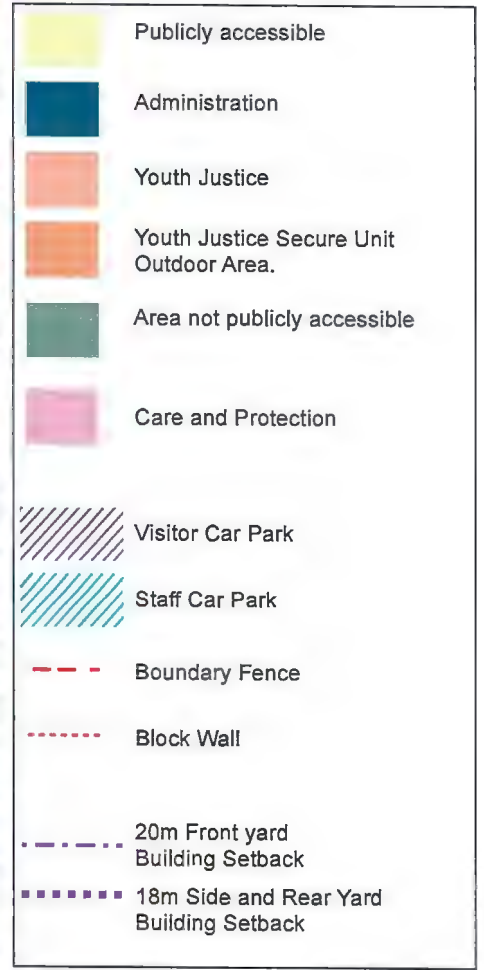 Publicly accessible
Administration
Youth Justice
Youth Justice Secure Unit
Outdoor Area.
Area not publicly accessible
Care and Protection
Visitor Car Park
Staff Car Park
Boundary Fence
Block Wall
20m Front yard
Building Setback
18m Side and Rear Yard
Building Setback